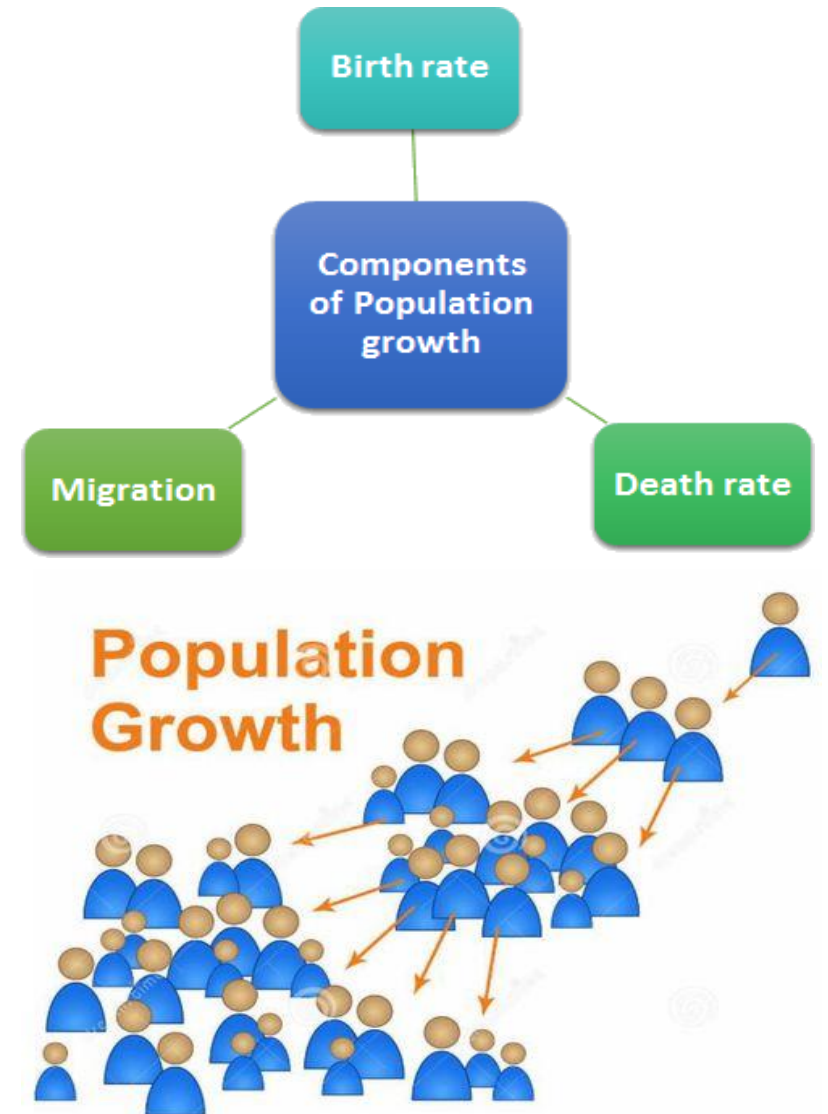 Birth rate
Components
of Population
growth
Migration
Death rate
Population
Growth